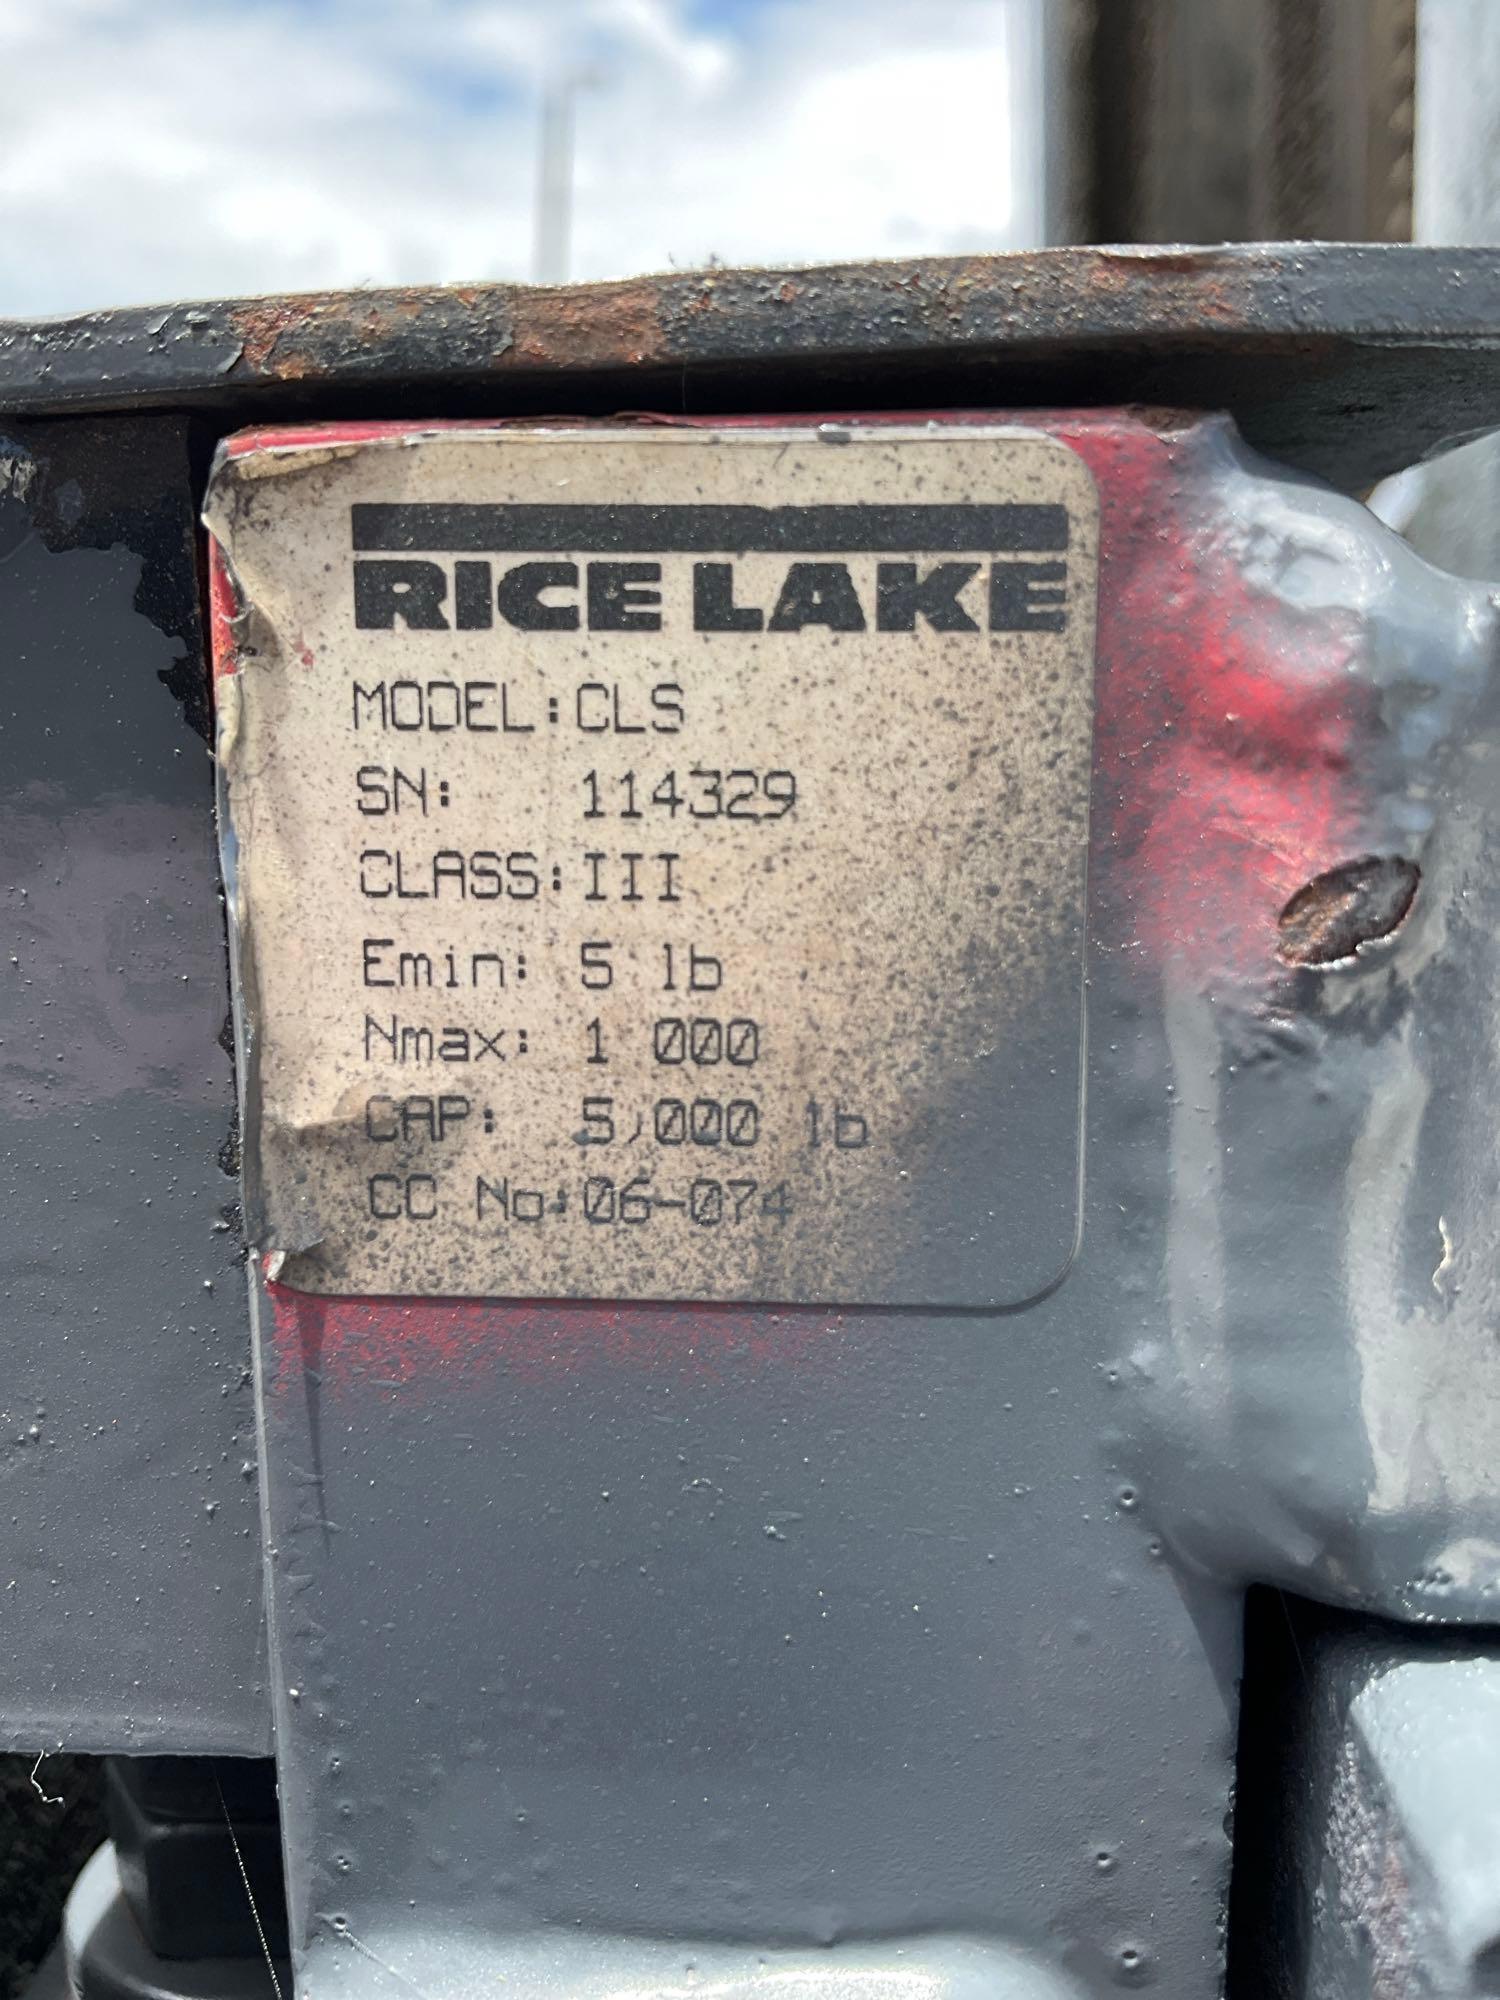 RICE LAKE
MODEL:CLS
SN: 114329
CLASS:III
Emin: 5 lb
Nmax: 1 000
CAP: 5,000 lb
CC No:06-074